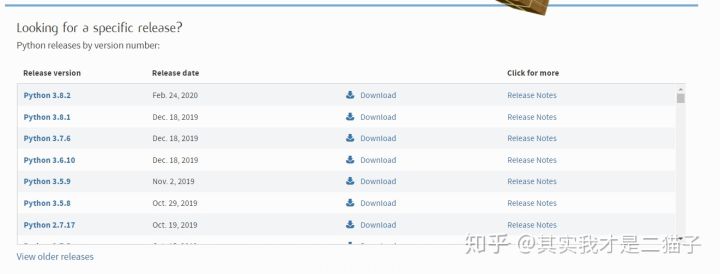 Looking for a specific release?
Python releases by version number:
Release version Release date Click for more
Python 3.8.2 Feb. 24, 2020 Download Release Notes
Python 3.8.1 Dec. 18, 2019 Download Release Notes
Python 3.7.6 Dec. 18, 2019 Download Release Notes
Python 3.6.10 Dec. 18, 2019 Download Release Notes
Python 3.5.9 Nov. 2, 2019 Download Release Notes
Python 3.5.8 Oct. 29, 2019 Download Release Notes
Python 2.7.17 Oct. 19, 2019 Download Release Notes
知乎 @其实我才是二猫子
View older releases